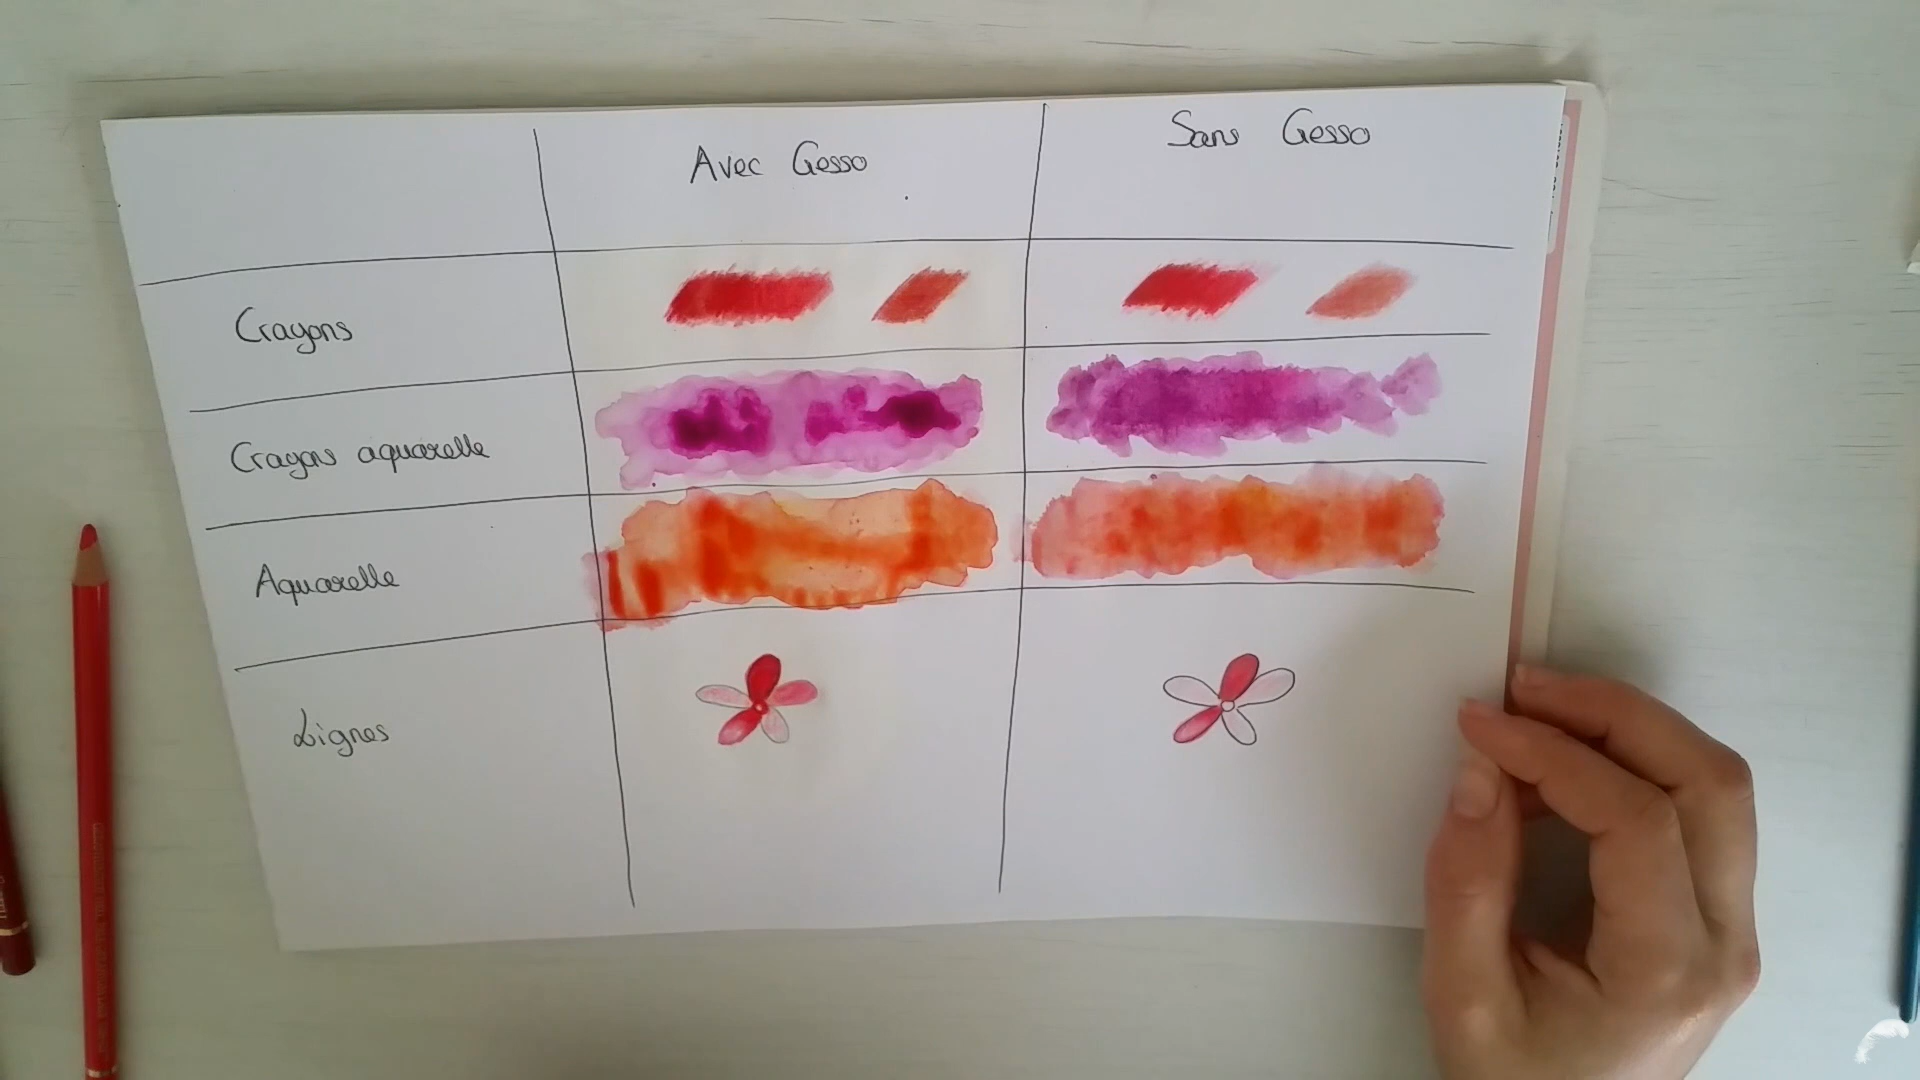 Avec Gesso
Sans Gesso
Crayons
Crayons aquarelle
Aquarelle
Lignes